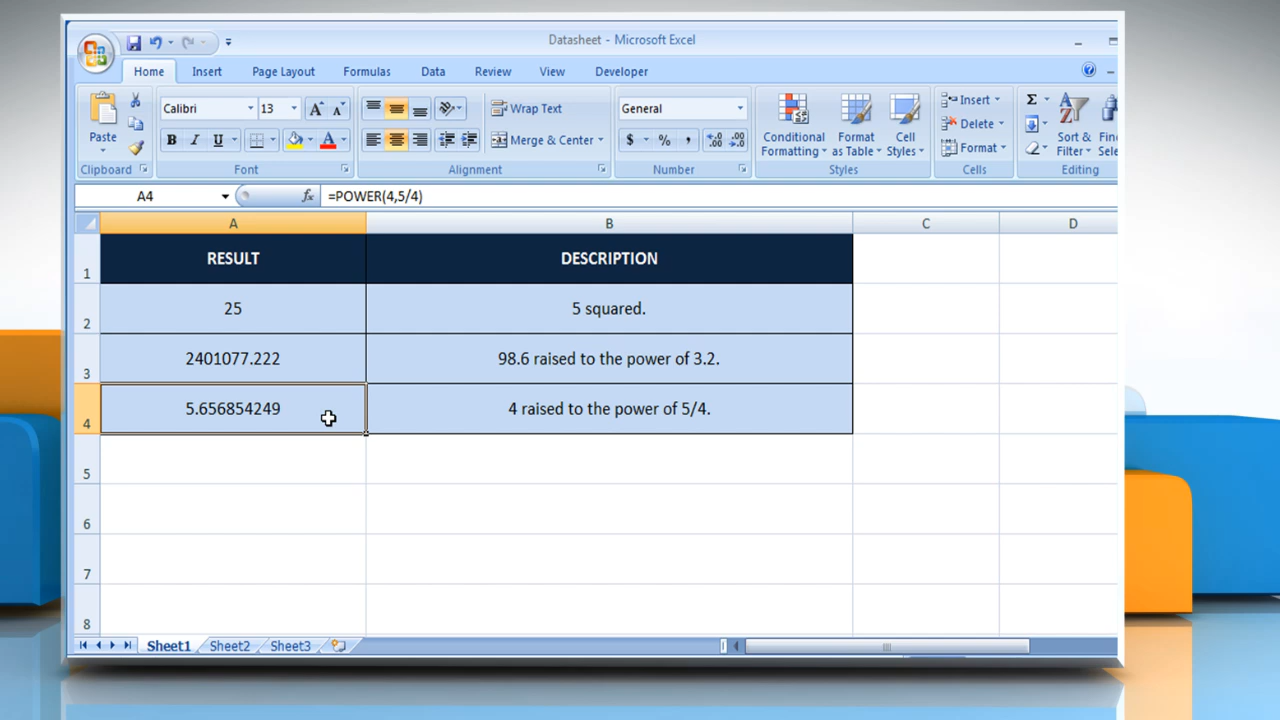 Datasheet - Microsoft Excel
Home Insert Page Layout Formulas Data Review View Developer
Calibri 13 Wrap Text General Insert
Paste B I U Merge & Center $ % , Conditional Formatting Format as Table Cell Styles Delete Format Sort & Filter
Clipboard Font Alignment Number Styles Cells Editing
A4 fx =POWER(4,5/4)
A B C D
1 RESULT DESCRIPTION
2 25 5 squared.
3 2401077.222 98.6 raised to the power of 3.2.
4 5.656854249 4 raised to the power of 5/4.
5
6
7
8
Sheet1 Sheet2 Sheet3